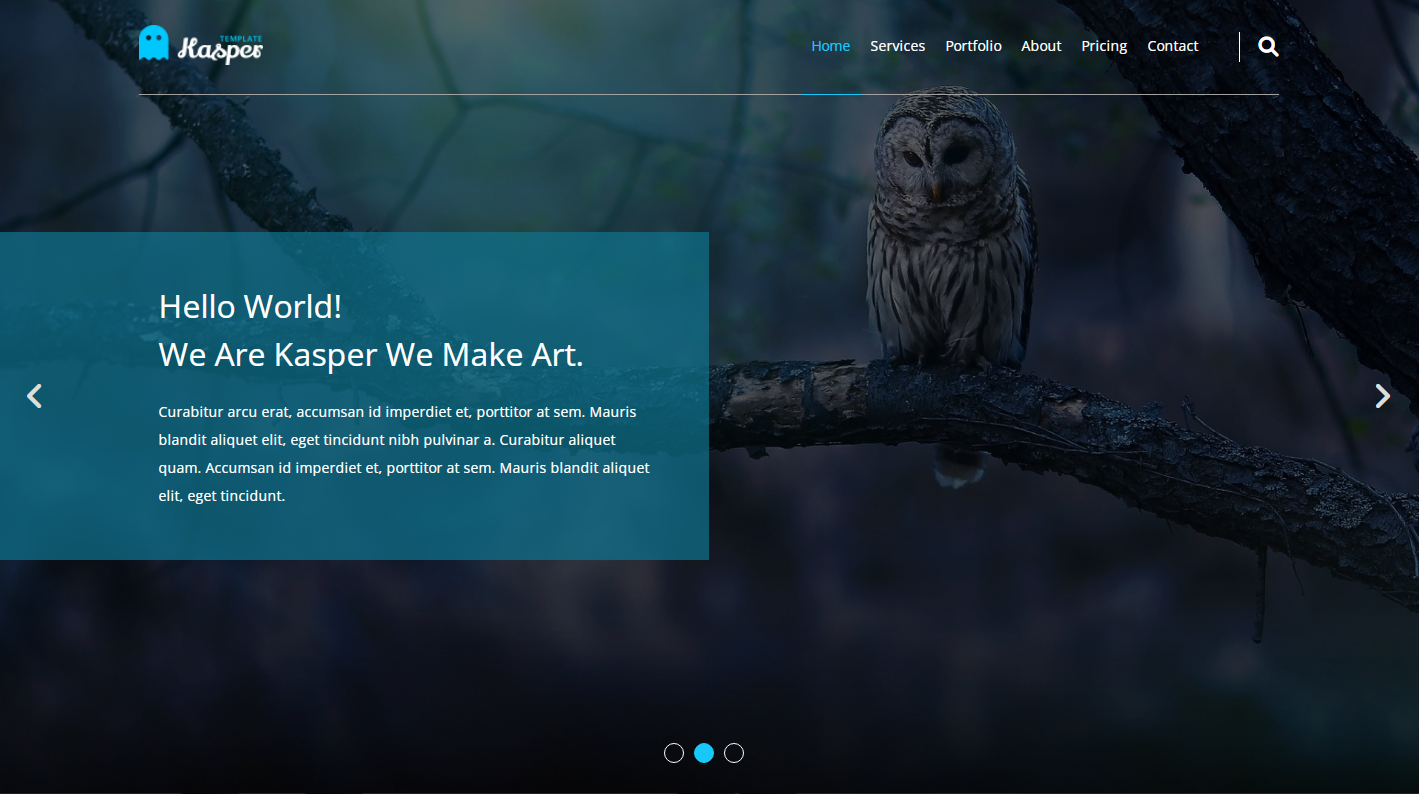 TEMPLATE
Kasper
Home Services Portfolio About Pricing Contact
Hello World!
We Are Kasper We Make Art.
Curabitur arcu erat, accumsan id imperdiet et, porttitor at sem. Mauris
blandit aliquet elit, eget tincidunt nibh pulvinar a. Curabitur aliquet
quam. Accumsan id imperdiet et, porttitor at sem. Mauris blandit aliquet
elit, eget tincidunt.